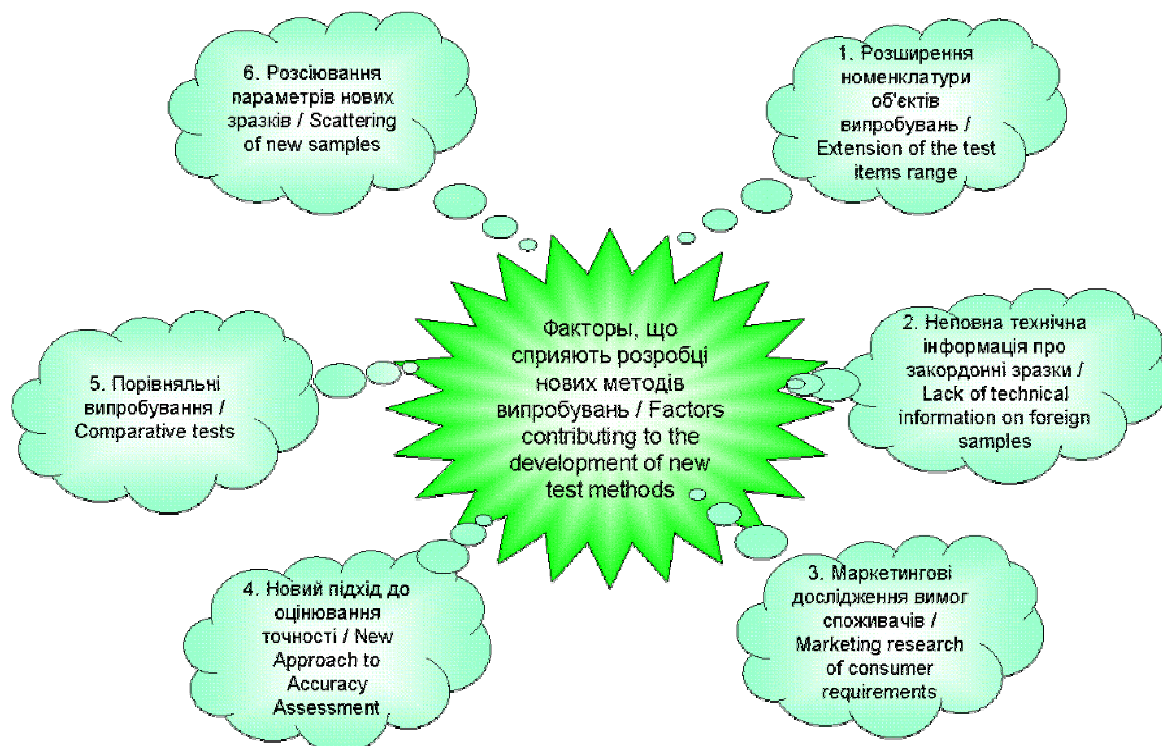 6. Розсіювання
параметрів нових
зразків / Scattering
of new samples
1. Розширення
номенклатури
об'єктів
випробувань /
Extension of the test
items range
Факторы, що
сприяють розробці
нових методів
випробувань / Factors
contributing to the
development of new
test methods
2. Неповна технічна
інформація про
закордонні зразки /
Lack of technical
information on foreign
samples
5. Порівняльні
випробування /
Comparative tests
4. Новий підхід до
оцінювання
точності / New
Approach to
Accuracy
Assessment
3. Маркетингові
дослідження вимог
споживачів /
Marketing research
of consumer
requirements